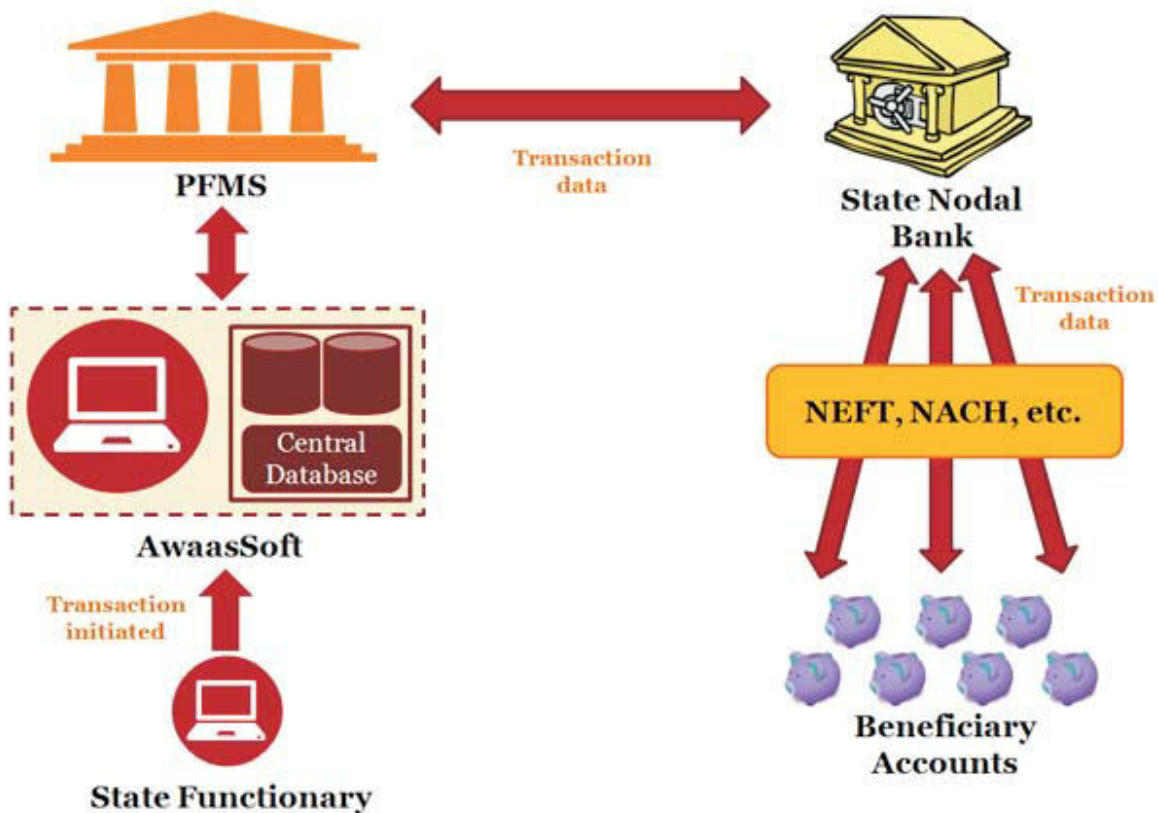 PFMS
Transaction
data
State Nodal
Bank
Transaction
data
NEFT, NACH, etc.
Central
Database
AwaasSoft
Transaction
initiated
State Functionary
Beneficiary
Accounts